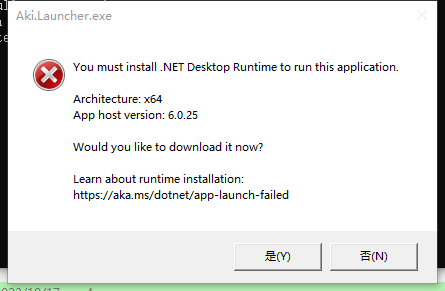 Aki.Launcher.exe
You must install .NET Desktop Runtime to run this application.
Architecture: x64
App host version: 6.0.25
Would you like to download it now?
Learn about runtime installation:
https://aka.ms/dotnet/app-launch-failed
是(Y)
否(N)